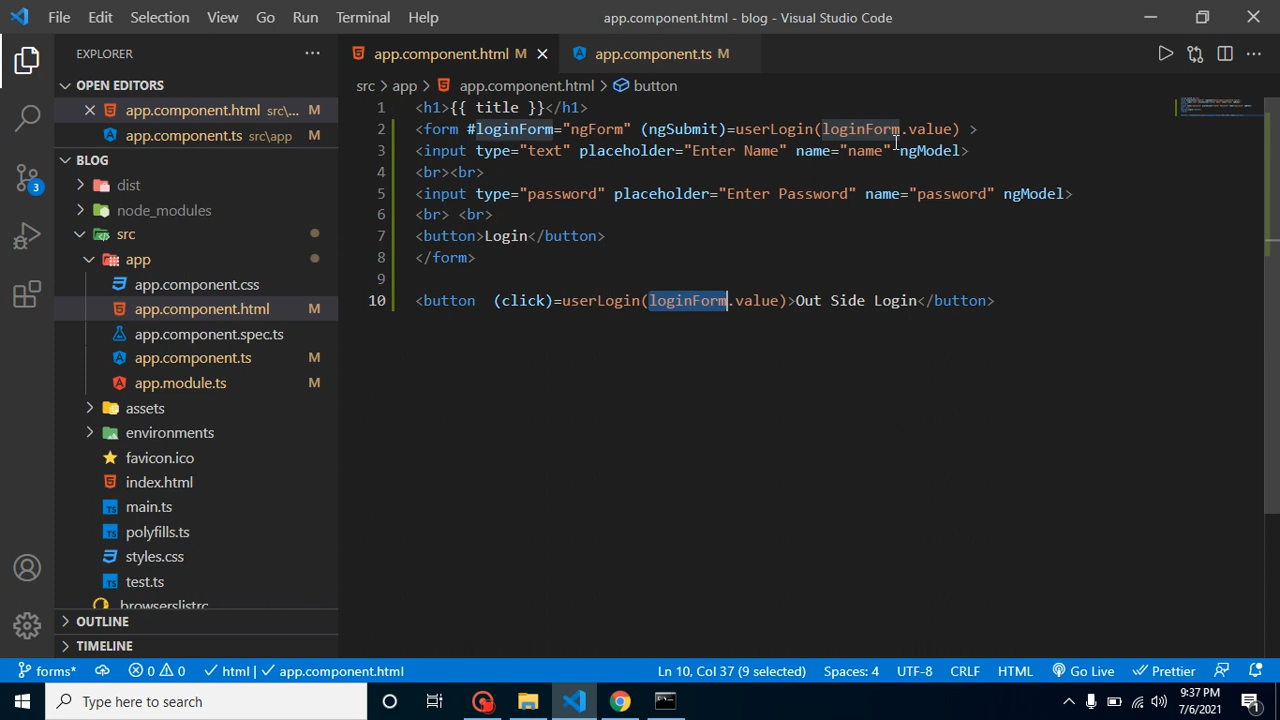 File Edit Selection View Go Run Terminal Help
app.component.html - blog - Visual Studio Code
EXPLORER
OPEN EDITORS
app.component.html src\... M
app.component.ts src\app M
BLOG
dist
node_modules
src
app
app.component.css
app.component.html
app.component.spec.ts
app.component.ts M
app.module.ts M
assets
environments
favicon.ico
index.html
main.ts
polyfills.ts
styles.css
test.ts
.browserslistrc
OUTLINE
TIMELINE
3
app.component.html M
app.component.ts M
src > app > app.component.html > button
1 <h1>{{ title }}</h1>
2 <form #loginForm="ngForm" (ngSubmit)=userLogin(loginForm.value) >
3 <input type="text" placeholder="Enter Name" name="name" ngModel>
4 <br><br>
5 <input type="password" placeholder="Enter Password" name="password" ngModel>
6 <br> <br>
7 <button>Login</button>
8 </form>
9
10 <button (click)=userLogin(loginForm.value)>Out Side Login</button>
forms* 0 0 html | app.component.html
Ln 10, Col 37 (9 selected) Spaces: 4 UTF-8 CRLF HTML Go Live Prettier
Type here to search
9:37 PM
7/6/2021
1